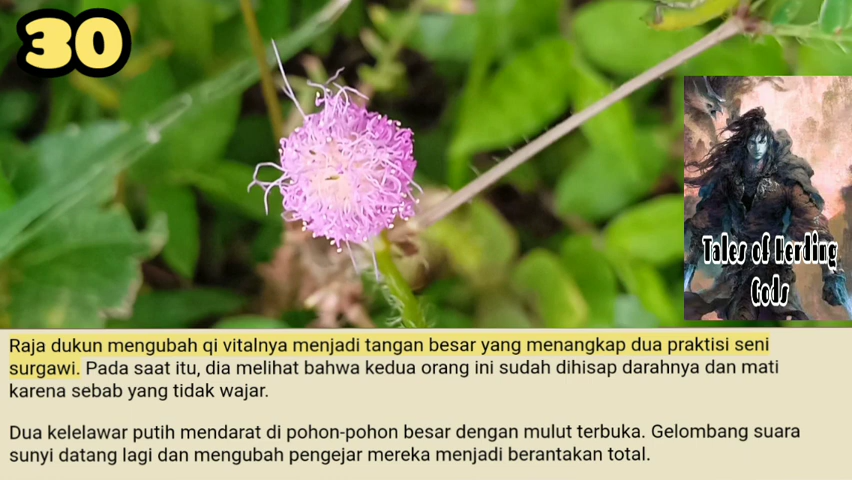 30
Tales of Herding
Gods
Raja dukun mengubah qi vitalnya menjadi tangan besar yang menangkap dua praktisi seni
surgawi. Pada saat itu, dia melihat bahwa kedua orang ini sudah dihisap darahnya dan mati
karena sebab yang tidak wajar.
Dua kelelawar putih mendarat di pohon-pohon besar dengan mulut terbuka. Gelombang suara
sunyi datang lagi dan mengubah pengejar mereka menjadi berantakan total.